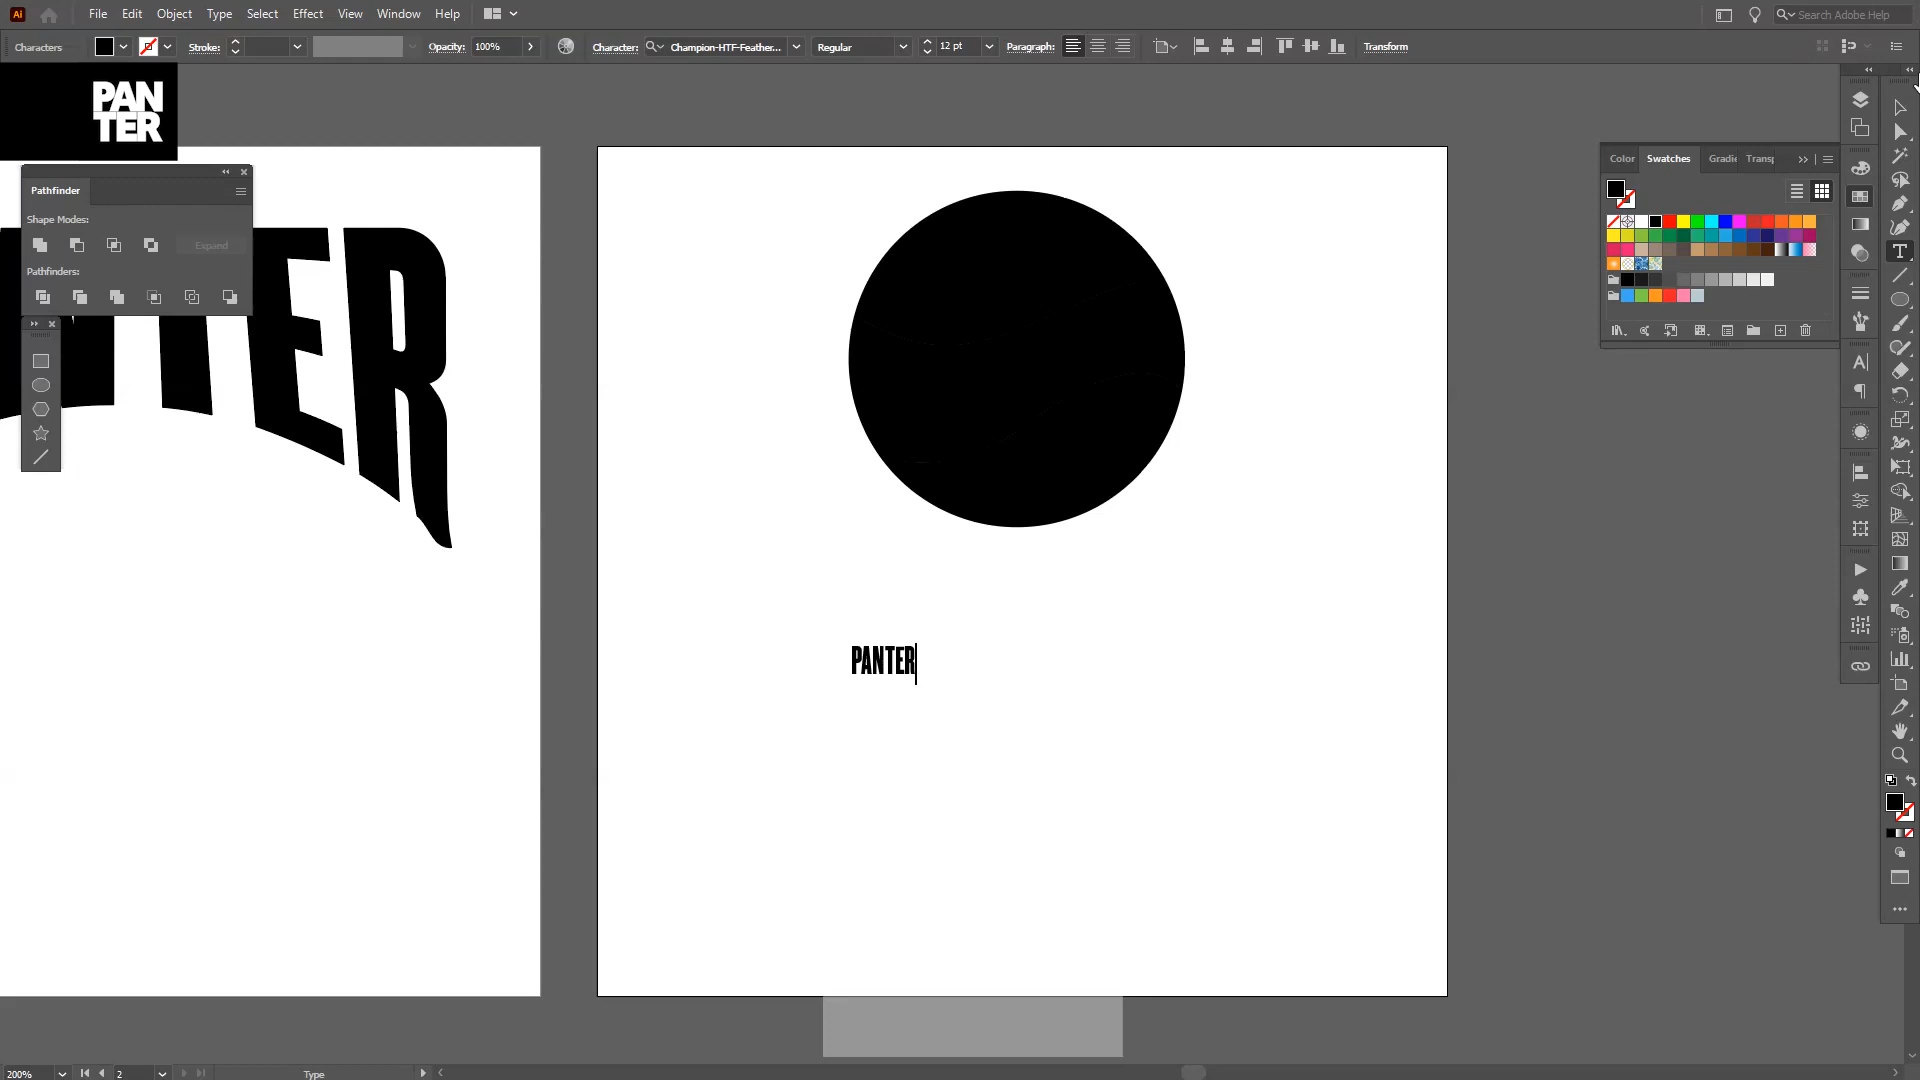 Ai File Edit Object Type Select Effect View Window Help Search Adobe Help
Characters Stroke: Opacity: 100% Character: Champion-HTF-Feather... Regular 12 pt Paragraph: Transform
PAN
TER
Pathfinder
Shape Modes:
Expand
Pathfinders:
TER
PANTER
Color Swatches Gradi Transp
200% 2 Type